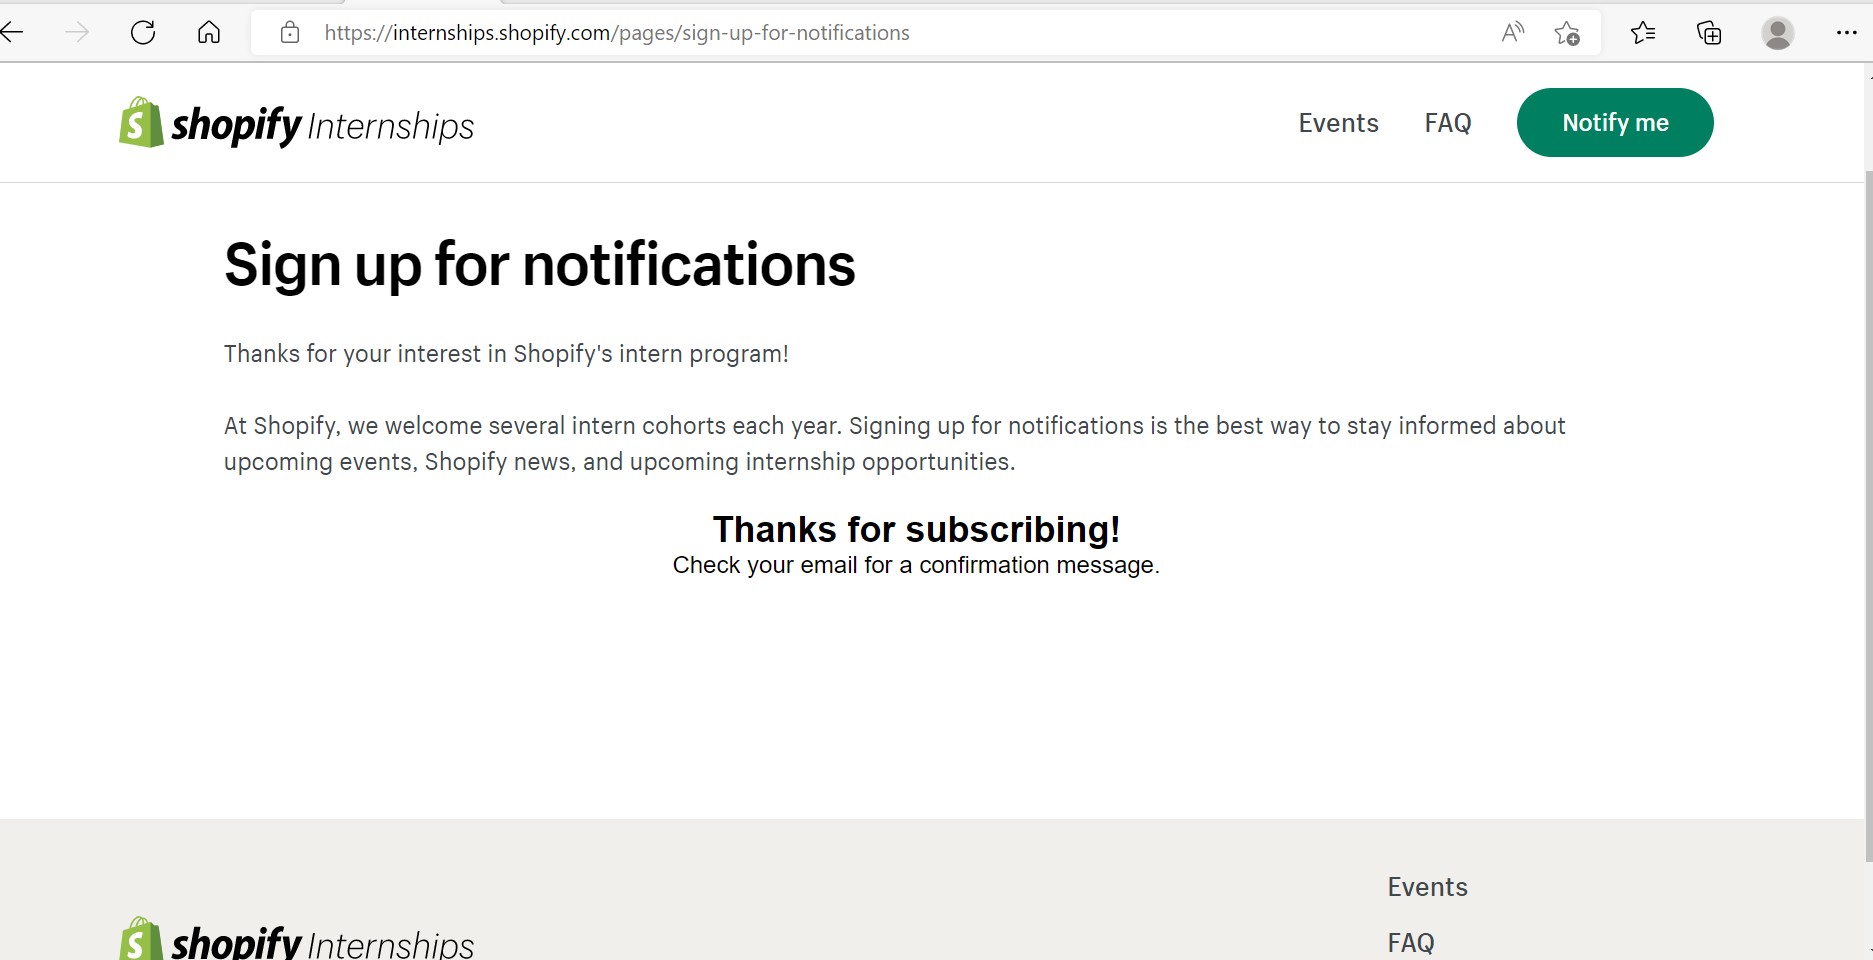 https://internships.shopify.com/pages/sign-up-for-notifications
shopify Internships
Events
FAQ
Notify me
Sign up for notifications
Thanks for your interest in Shopify's intern program!
At Shopify, we welcome several intern cohorts each year. Signing up for notifications is the best way to stay informed about
upcoming events, Shopify news, and upcoming internship opportunities.
Thanks for subscribing!
Check your email for a confirmation message.
Events
shopify Internships
FAQ